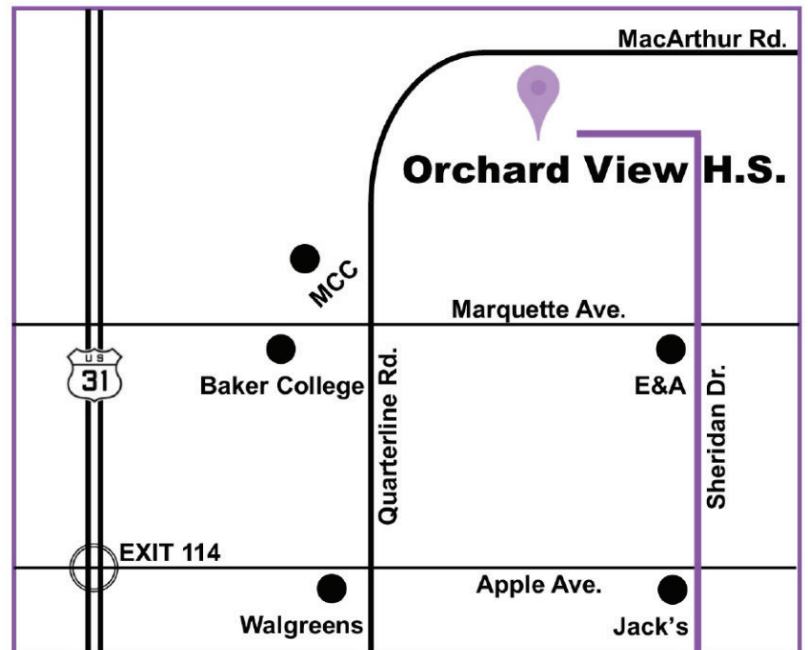 MacArthur Rd.
Orchard View H.S.
MCC
Marquette Ave.
US
31
Baker College
Quarterline Rd.
E&A
Sheridan Dr.
EXIT 114
Apple Ave.
Walgreens
Jack's